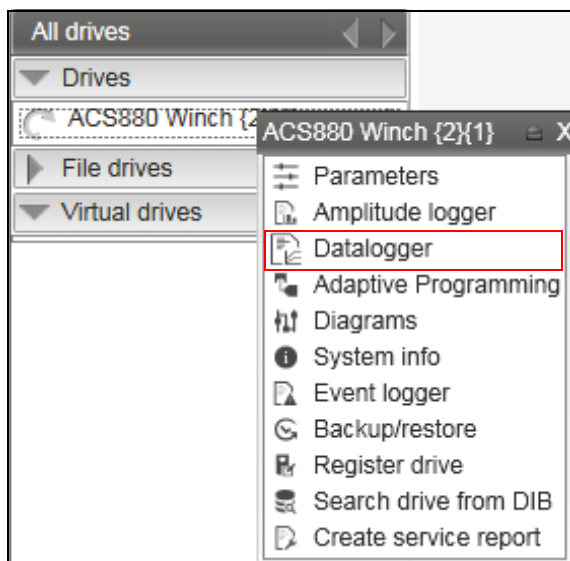 All drives
Drives
ACS880 Winch {2
File drives
Virtual drives
ACS880 Winch {2}{1} X
Parameters
Amplitude logger
Datalogger
Adaptive Programming
Diagrams
System info
Event logger
Backup/restore
Register drive
Search drive from DIB
Create service report